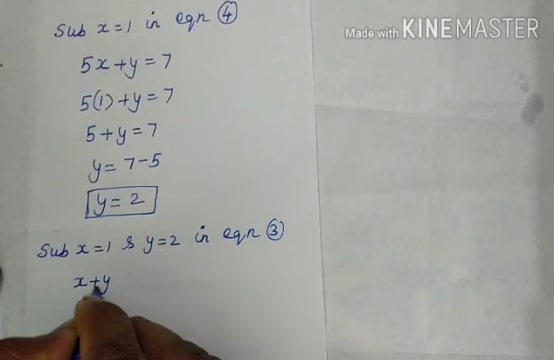 Sub x=1 in eqn ④
Made with KINEMASTER
5x+y=7
5(1)+y=7
5+y=7
y=7-5
y=2
Sub x=1 & y=2 in eqn ③
x+y